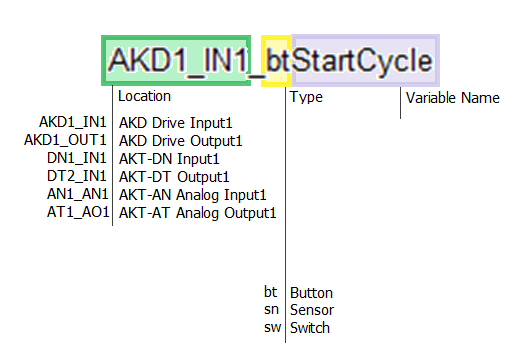 AKD1_IN1_btStartCycle
Location Type Variable Name
AKD1_IN1 AKD Drive Input1
AKD1_OUT1 AKD Drive Output1
DN1_IN1 AKT-DN Input1
DT2_IN1 AKT-DT Output1
AN1_AN1 AKT-AN Analog Input1
AT1_AO1 AKT-AT Analog Output1
bt Button
sn Sensor
sw Switch